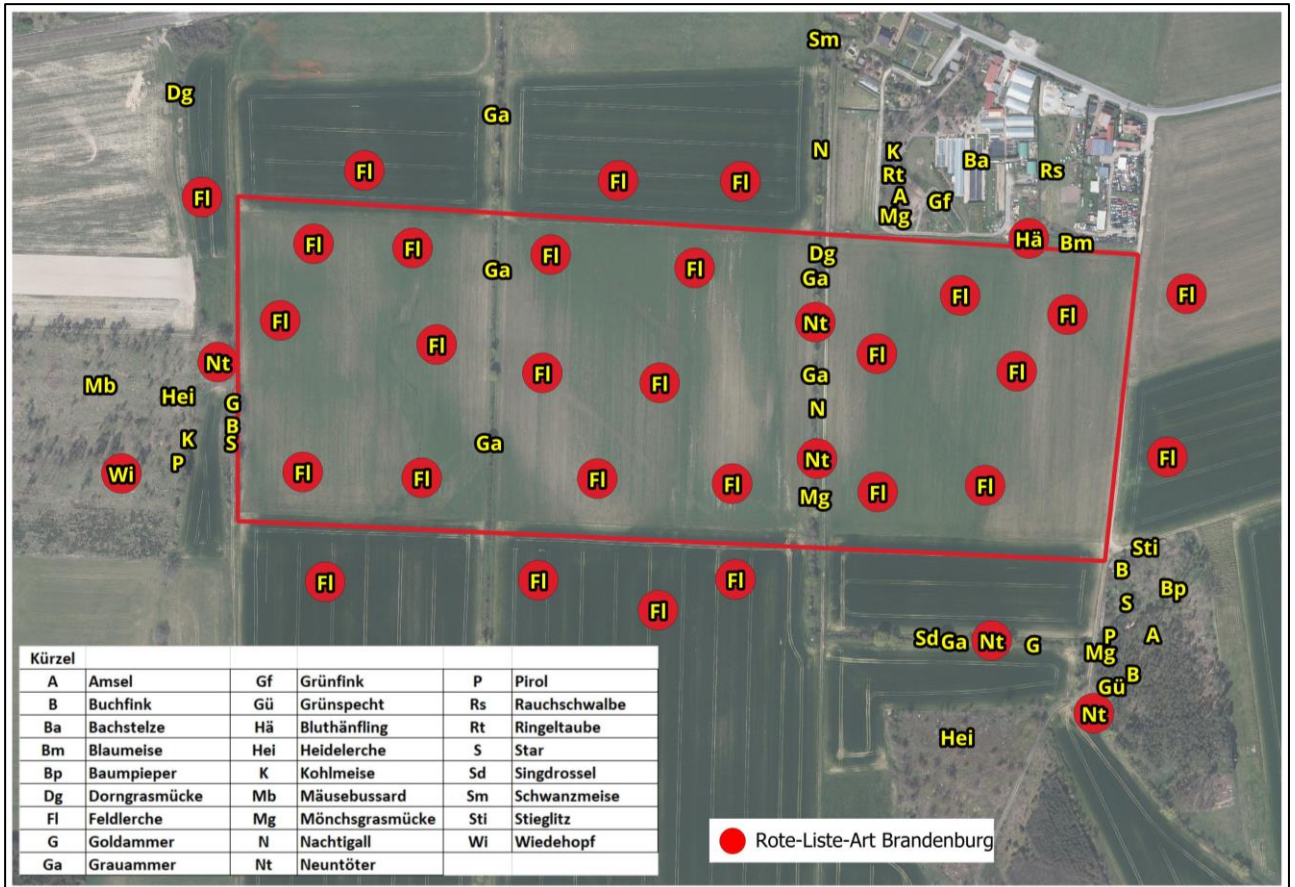 Sm
Dg
Ga
N
K
Ba
Fl
Rt
Rs
Fl
Fl
Fl
A
Gf
Mg
Hä
Bm
Fl
Fl
Fl
Dg
Ga
Fl
Ga
Fl
Fl
Fl
Fl
Nt
Fl
Fl
Fl
Nt
Fl
Fl
Fl
Ga
Mb
Hei
G
N
B
K
S
Ga
P
Nt
Fl
Wi
Fl
Fl
Fl
Fl
Fl
Fl
Mg
Sti
B
Fl
Fl
Fl
Bp
S
Fl
Sd
Ga
Nt
G
P
A
Mg
B
Gü
Nt
Hei
Kürzel
A Amsel Gf Grünfink P Pirol
B Buchfink Gü Grünspecht Rs Rauchschwalbe
Ba Bachstelze Hä Bluthänfling Rt Ringeltaube
Bm Blaumeise Hei Heidelerche S Star
Bp Baumpieper K Kohlmeise Sd Singdrossel
Dg Dorngrasmücke Mb Mäusebussard Sm Schwanzmeise
Fl Feldlerche Mg Mönchsgrasmücke Sti Stieglitz
G Goldammer N Nachtigall Wi Wiedehopf
Ga Grauammer Nt Neuntöter
Rote-Liste-Art Brandenburg